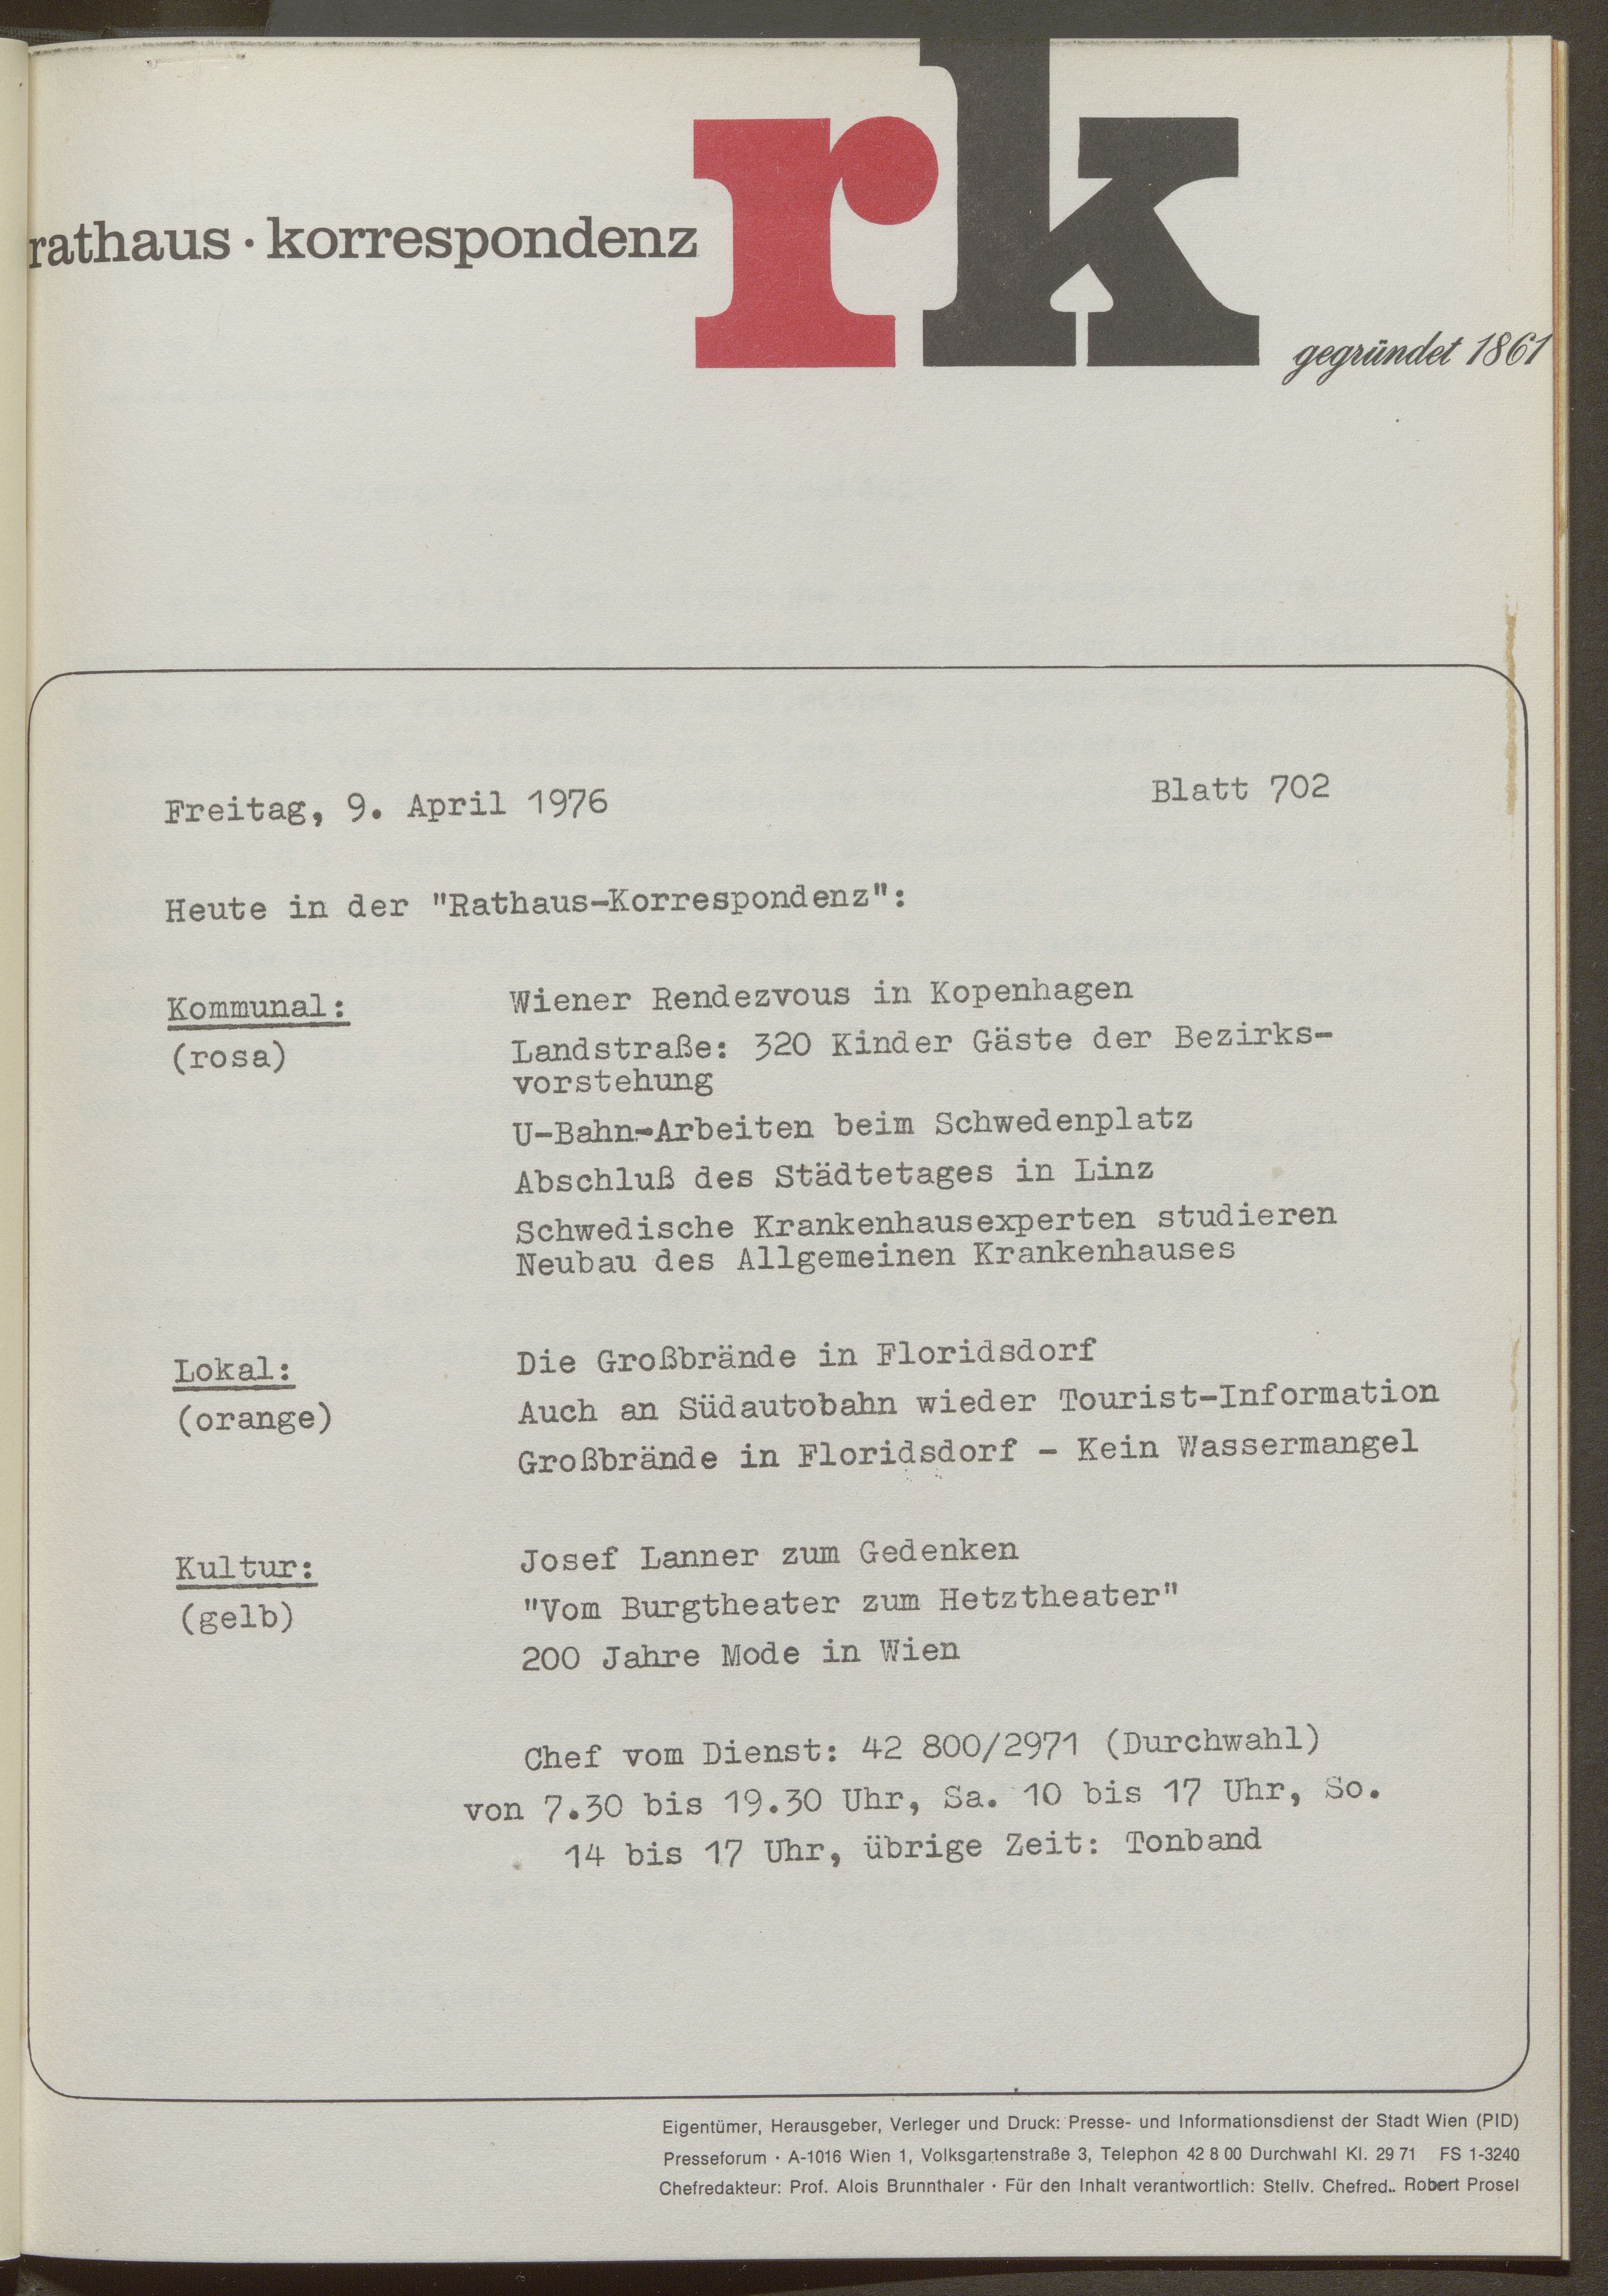 rathaus · korrespondenz
rk
gegründet 1861
Freitag, 9. April 1976
Blatt 702
Heute in der "Rathaus-Korrespondenz":
Kommunal:
(rosa)
Wiener Rendezvous in Kopenhagen
Landstraße: 320 Kinder Gäste der Bezirks-
vorstehung
U-Bahn-Arbeiten beim Schwedenplatz
Abschluß des Städtetages in Linz
Schwedische Krankenhausexperten studieren
Neubau des Allgemeinen Krankenhauses
Lokal:
(orange)
Die Großbrände in Floridsdorf
Auch an Südautobahn wieder Tourist-Information
Großbrände in Floridsdorf - Kein Wassermangel
Kultur:
(gelb)
Josef Lanner zum Gedenken
"Vom Burgtheater zum Hetztheater"
200 Jahre Mode in Wien
Chef vom Dienst: 42 800/2971 (Durchwahl)
von 7.30 bis 19.30 Uhr, Sa. 10 bis 17 Uhr, So.
14 bis 17 Uhr, übrige Zeit: Tonband
Eigentümer, Herausgeber, Verleger und Druck: Presse- und Informationsdienst der Stadt Wien (PID)
Presseforum · A-1016 Wien 1, Volksgartenstraße 3, Telephon 42 8 00 Durchwahl Kl. 29 71 FS 1-3240
Chefredakteur: Prof. Alois Brunnthaler · Für den Inhalt verantwortlich: Stellv. Chefred.. Robert Prosel